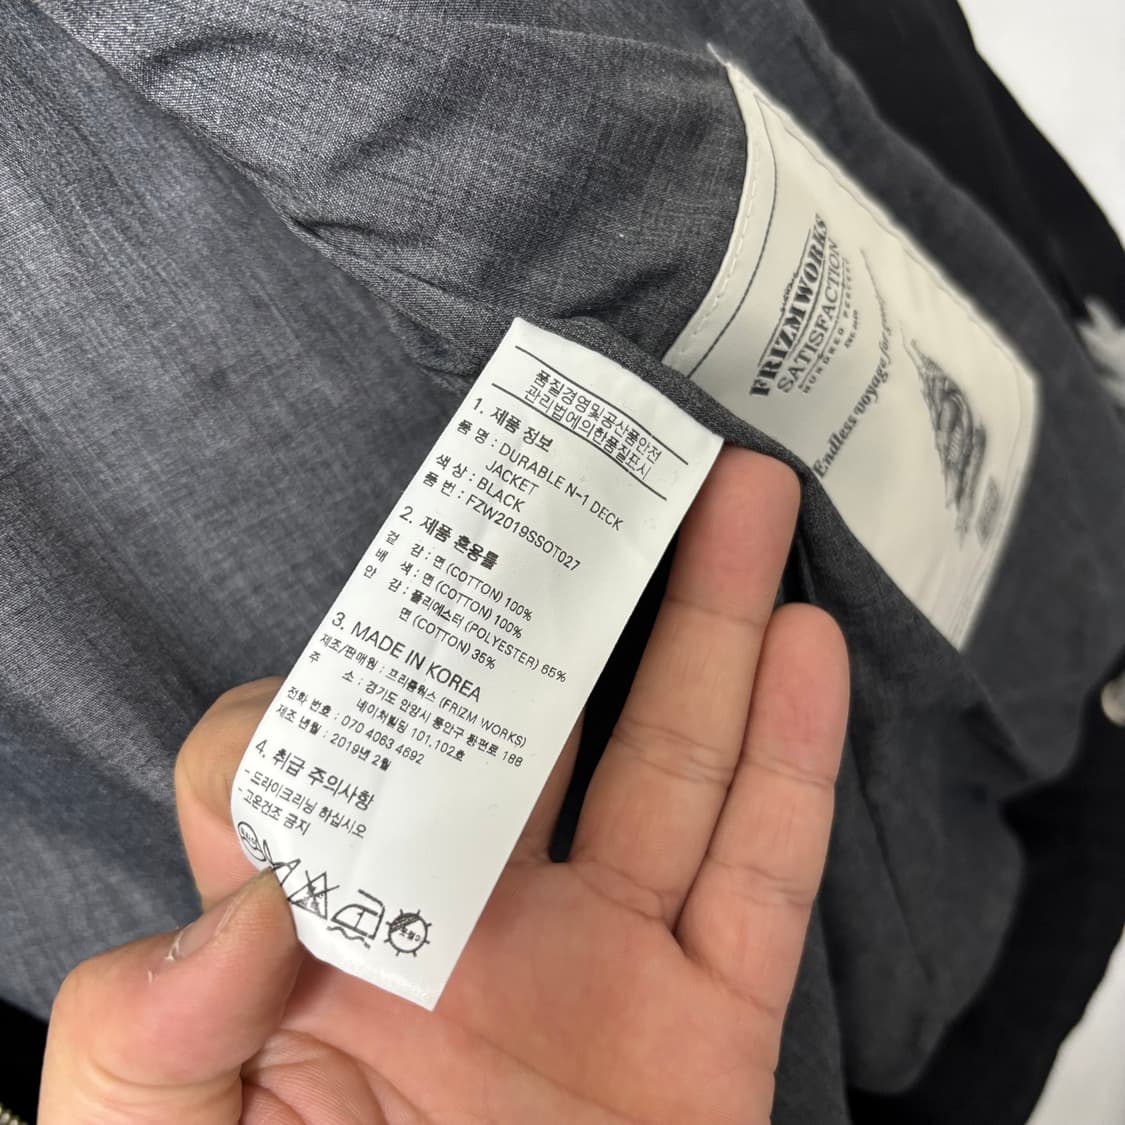 품질경영및공산품안전
관리법에의한품질표시
1. 제품 정보
품 명 : DURABLE N-1 DECK
JACKET
색 상 : BLACK
품 번 : FZW2019SSOT027
2. 제품 혼용률
겉 감 : 면 (COTTON) 100%
배 색 : 면 (COTTON) 100%
안 감 : 폴리에스터 (POLYESTER) 65%
면 (COTTON) 35%
3. MADE IN KOREA
제조/판매원 : 프리즘웍스 (FRIZM WORKS)
주 소 : 경기도 안양시 동안구 흥안대로
네이처빌딩 101,102호
전화 번호 : 070 4063 4692
제조 년월 : 2019년 2월
4. 취급 주의사항
- 드라이크리닝 하십시오
- 고온건조 금지
FRIZMWORKS
SATISFACTION
HUNDRED PERCENT
Endless voyage for